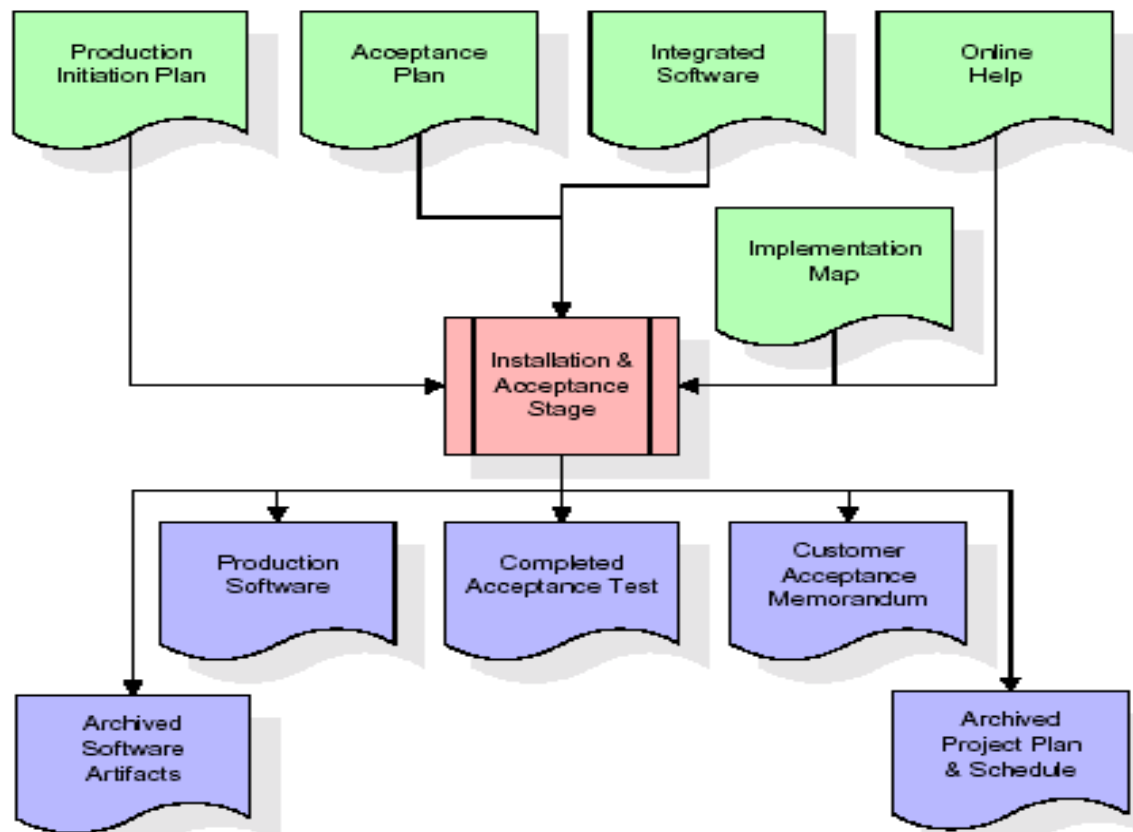 Production
Initiation Plan
Acceptance
Plan
Integrated
Software
Online
Help
Implementation
Map
Installation &
Acceptance
Stage
Production
Software
Completed
Acceptance Test
Customer
Acceptance
Memorandum
Archived
Software
Artifacts
Archived
Project Plan
& Schedule